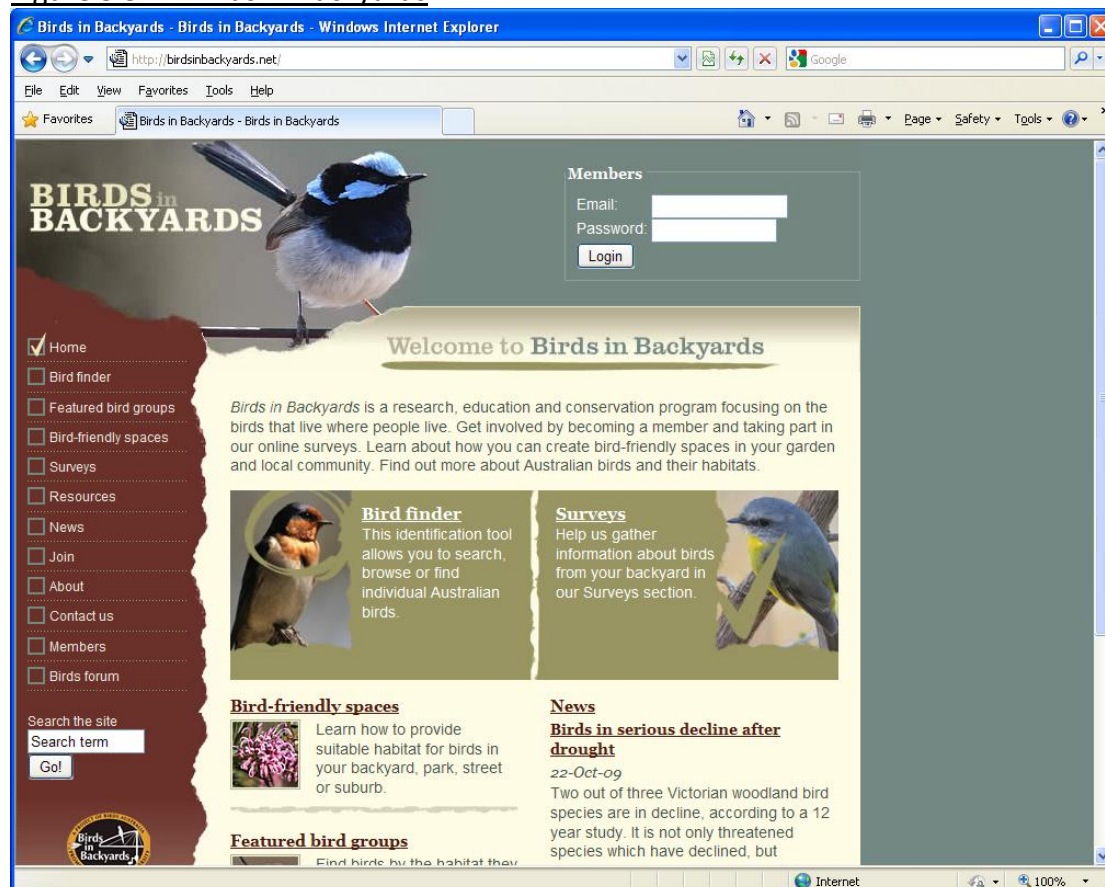 Birds in Backyards - Birds in Backyards - Windows Internet Explorer
http://birdsinbackyards.net/
Google
File Edit View Favorites Tools Help
Favorites
Birds in Backyards - Birds in Backyards
Page Safety Tools
BIRDS in
BACKYARDS
Members
Email:
Password:
Login
Home
Bird finder
Featured bird groups
Bird-friendly spaces
Surveys
Resources
News
Join
About
Contact us
Members
Birds forum
Search the site
Search term
Go!
Birds
in
Backyards
Welcome to Birds in Backyards
Birds in Backyards is a research, education and conservation program focusing on the
birds that live where people live. Get involved by becoming a member and taking part in
our online surveys. Learn about how you can create bird-friendly spaces in your garden
and local community. Find out more about Australian birds and their habitats.
Bird finder
This identification tool
allows you to search,
browse or find
individual Australian
birds.
Surveys
Help us gather
information about birds
from your backyard in
our Surveys section.
Bird-friendly spaces
Learn how to provide
suitable habitat for birds in
your backyard, park, street
or suburb.
Featured bird groups
Find birds by the habitat they
News
Birds in serious decline after
drought
22-Oct-09
Two out of three Victorian woodland bird
species are in decline, according to a 12
year study. It is not only threatened
species which have declined, but
Internet
100%